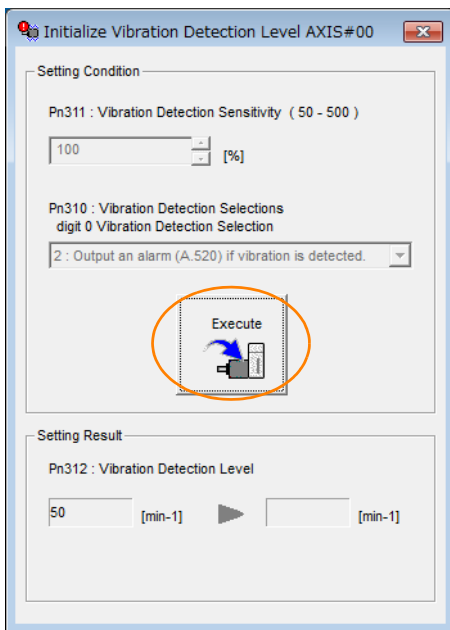 Initialize Vibration Detection Level AXIS#00
Setting Condition
Pn311 : Vibration Detection Sensitivity ( 50 - 500 )
100
[%]
Pn310 : Vibration Detection Selections
digit 0 Vibration Detection Selection
2 : Output an alarm (A.520) if vibration is detected.
Execute
Setting Result
Pn312 : Vibration Detection Level
50 [min-1] [min-1]